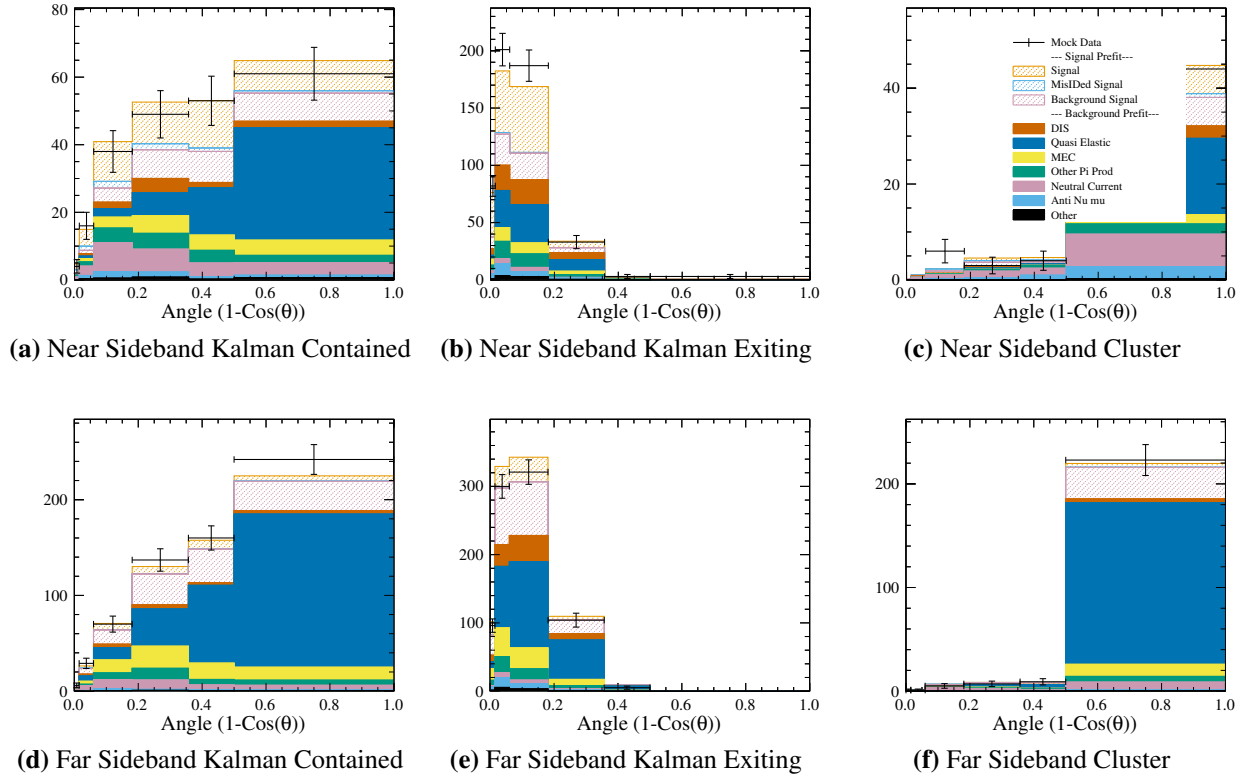 80
60
40
20
0
0.0 0.2 0.4 0.6 0.8 1.0
Angle (1-Cos(θ))
(a) Near Sideband Kalman Contained
200
150
100
50
0
0.0 0.2 0.4 0.6 0.8 1.0
Angle (1-Cos(θ))
(b) Near Sideband Kalman Exiting
40
20
0
Mock Data
--- Signal Prefit---
Signal
MisIDed Signal
Background Signal
--- Background Prefit---
DIS
Quasi Elastic
MEC
Other Pi Prod
Neutral Current
Anti Nu mu
Other
0.0 0.2 0.4 0.6 0.8 1.0
Angle (1-Cos(θ))
(c) Near Sideband Cluster
200
100
0
0.0 0.2 0.4 0.6 0.8 1.0
Angle (1-Cos(θ))
(d) Far Sideband Kalman Contained
300
200
100
0
0.0 0.2 0.4 0.6 0.8 1.0
Angle (1-Cos(θ))
(e) Far Sideband Kalman Exiting
200
100
0
0.0 0.2 0.4 0.6 0.8 1.0
Angle (1-Cos(θ))
(f) Far Sideband Cluster